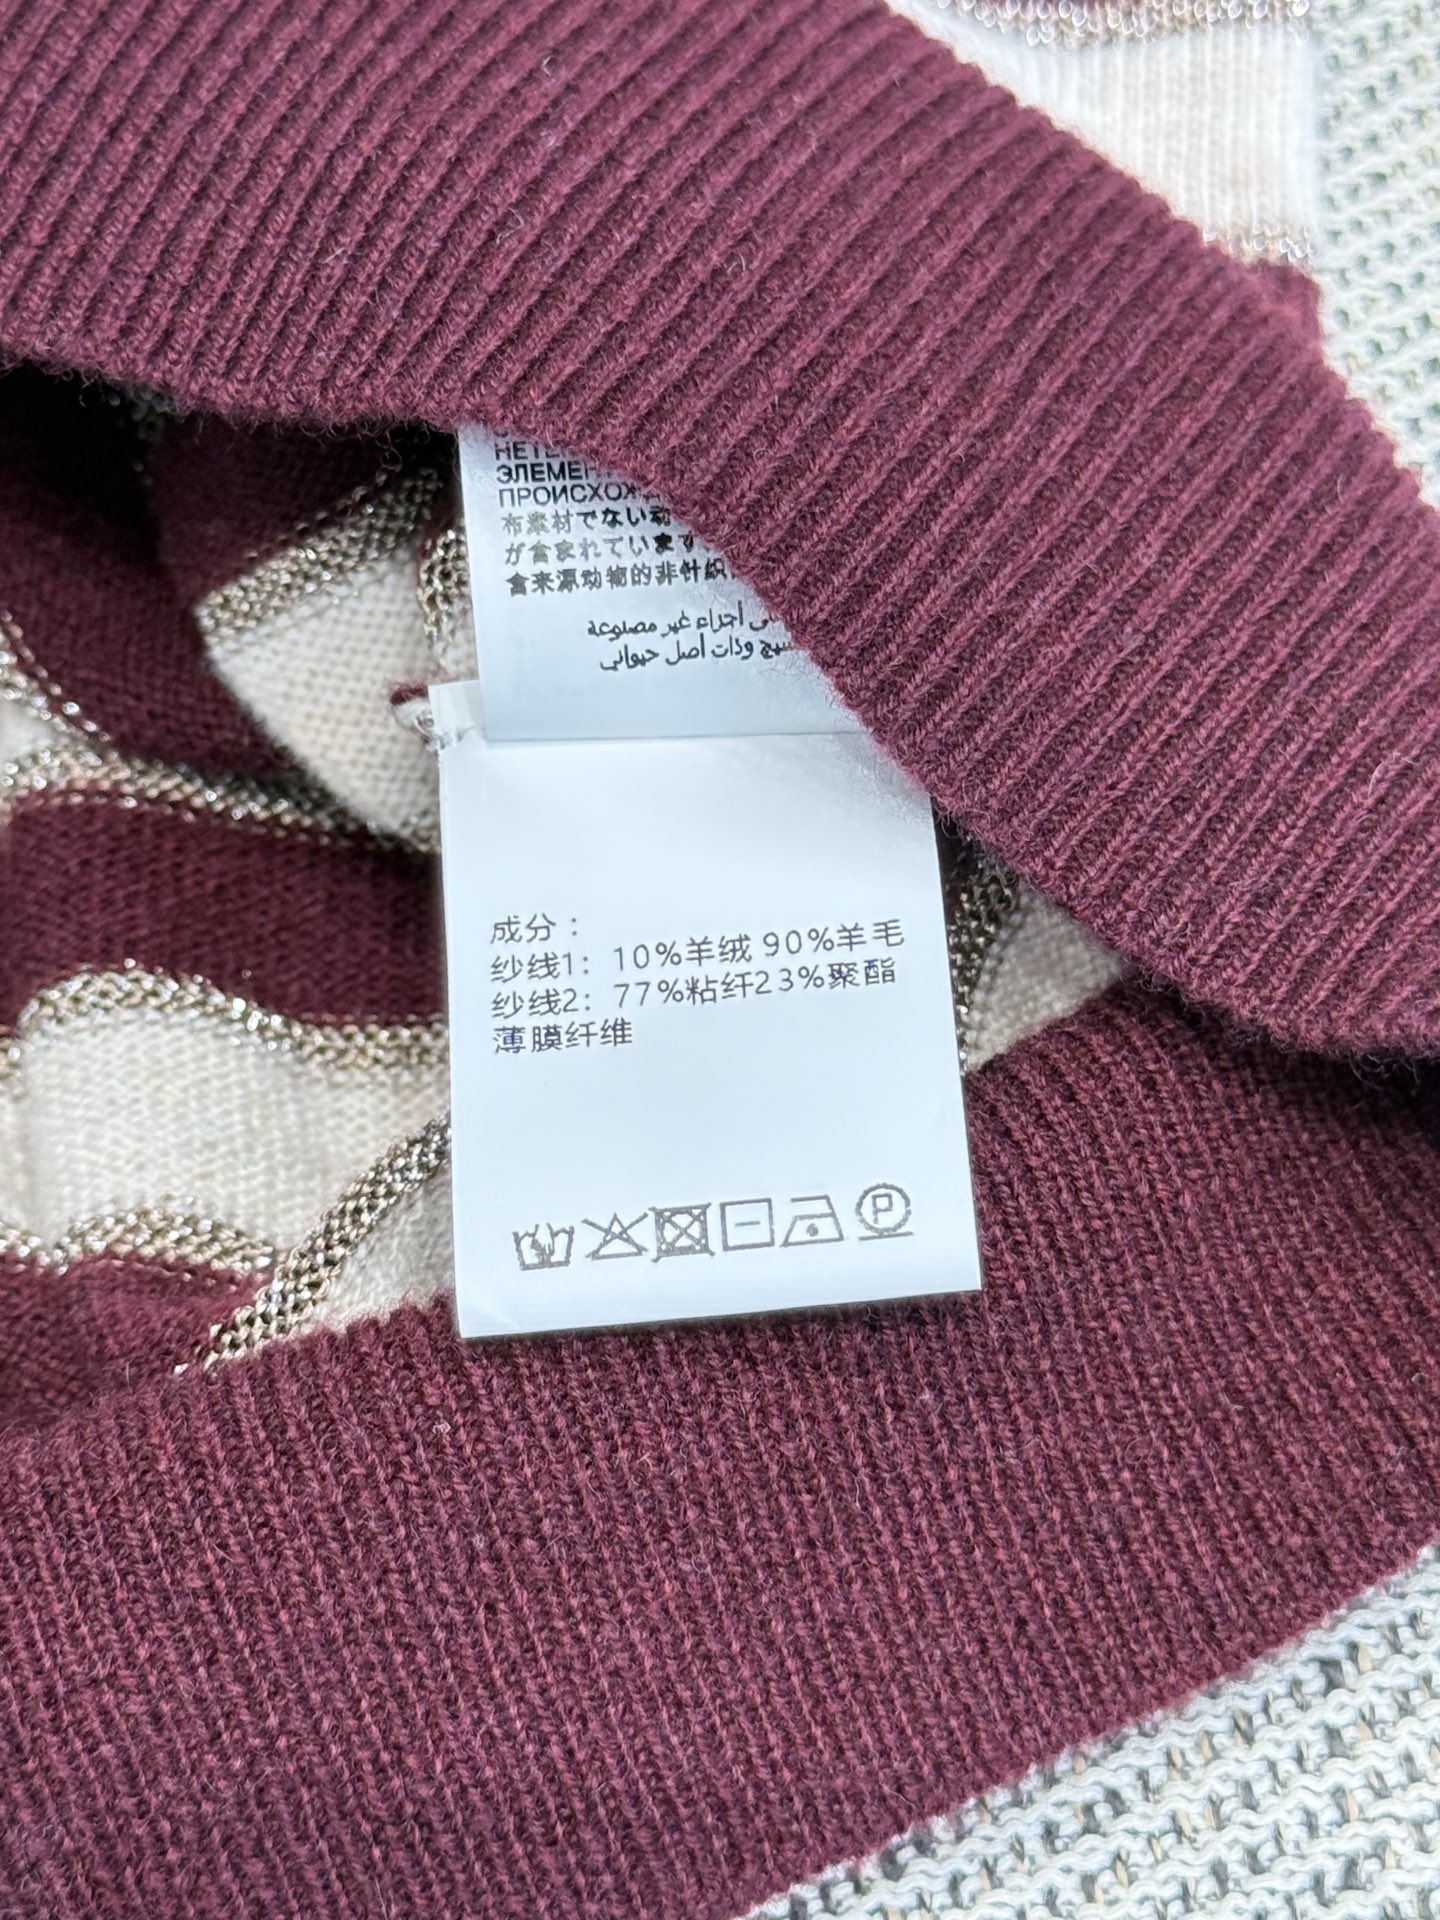 ЭЛЕМЕН
ПРОИСХОЖ
布素材でない動
が含まれています
含来源动物的非针织
أجزاء غير مصنوعة
وذات أصل حيواني
成分：
纱线1： 10%羊绒 90%羊毛
纱线2： 77%粘纤23%聚酯
薄膜纤维
P